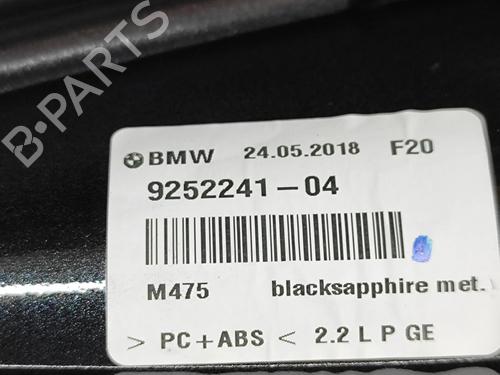 B-PARTS
BMW 24.05.2018 F20
9252241-04
M475 blacksapphire met.
> PC+ABS < 2.2 L P GE